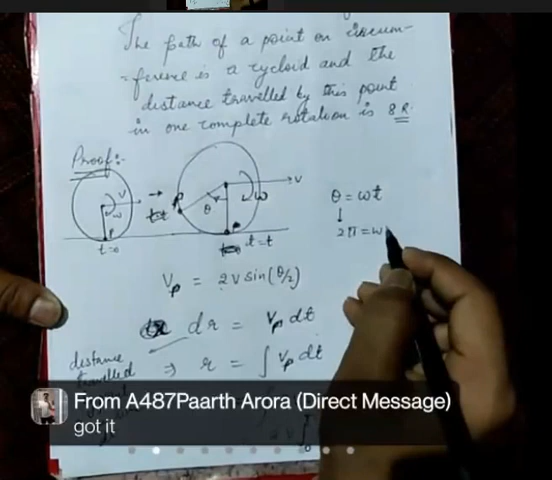 The path of a point on circum-
-ference is a cycloid and the
distance travelled by this point
in one complete rotation is 8R.
Proof:-
v
ω
P
t=0
v
ω
P
θ
r
P
t=t
θ = ωt
↓
2π = ω
Vp = 2V sin(θ/2)
dr = Vp dt
distance
travelled
⇒ r = ∫ Vp dt
From A487Paarth Arora (Direct Message)
got it